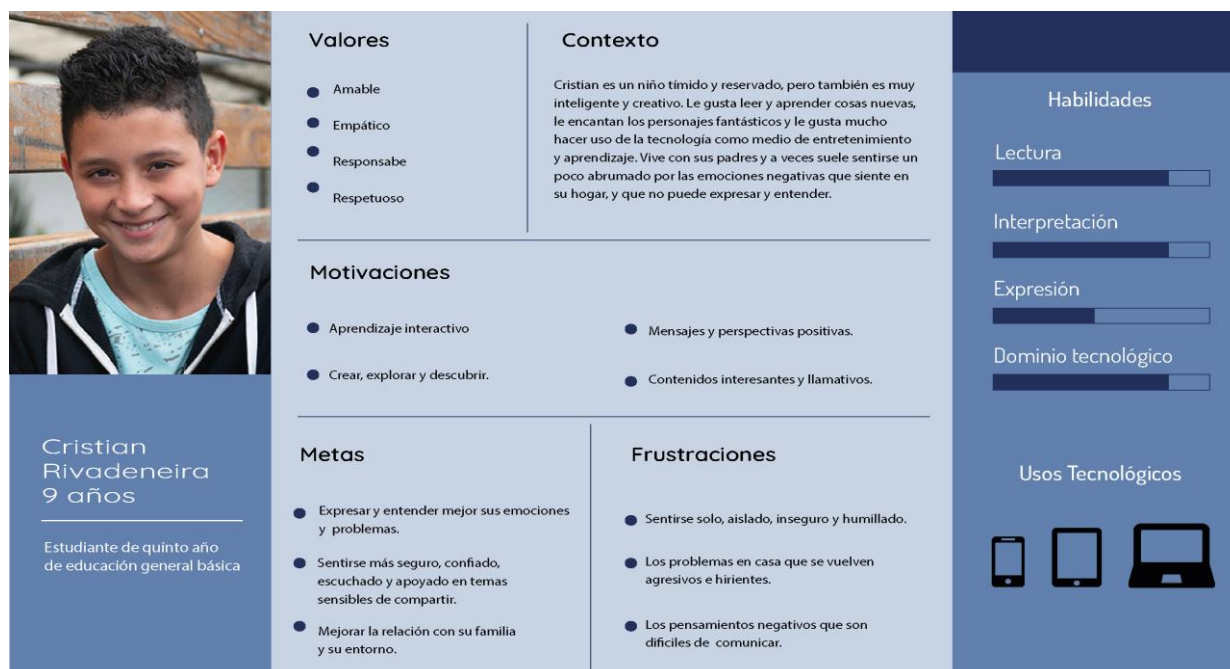 Cristian
Rivadeneira
9 años
Estudiante de quinto año
de educación general básica
Valores
Amable
Empático
Responsabe
Respetuoso
Contexto
Cristian es un niño tímido y reservado, pero también es muy
inteligente y creativo. Le gusta leer y aprender cosas nuevas,
le encantan los personajes fantásticos y le gusta mucho
hacer uso de la tecnología como medio de entretenimiento
y aprendizaje. Vive con sus padres y a veces suele sentirse un
poco abrumado por las emociones negativas que siente en
su hogar, y que no puede expresar y entender.
Motivaciones
Aprendizaje interactivo
Crear, explorar y descubrir.
Mensajes y perspectivas positivas.
Contenidos interesantes y llamativos.
Metas
Expresar y entender mejor sus emociones
y problemas.
Sentirse más seguro, confiado,
escuchado y apoyado en temas
sensibles de compartir.
Mejorar la relación con su familia
y su entorno.
Frustraciones
Sentirse solo, aislado, inseguro y humillado.
Los problemas en casa que se vuelven
agresivos e hirientes.
Los pensamientos negativos que son
dificiles de comunicar.
Habilidades
Lectura
Interpretación
Expresión
Dominio tecnológico
Usos Tecnológicos